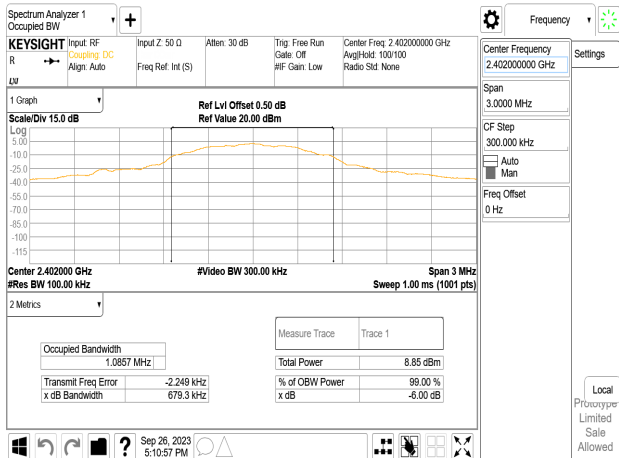 Spectrum Analyzer 1
Occupied BW
Frequency
KEYSIGHT Input: RF Input Z: 50 Ω Atten: 30 dB Trig: Free Run Center Freq: 2.402000000 GHz
R Coupling: DC Gate: Off Avg|Hold: 100/100
Align: Auto Freq Ref: Int (S) #IF Gain: Low Radio Std: None
LXI
Center Frequency
2.402000000 GHz
Settings
Span
3.0000 MHz
CF Step
300.000 kHz
Auto
Man
Freq Offset
0 Hz
1 Graph
Ref Lvl Offset 0.50 dB
Scale/Div 15.0 dB Ref Value 20.00 dBm
Log
5.00
-10.0
-25.0
-40.0
-55.0
-70.0
-85.0
-100
-115
Center 2.402000 GHz #Video BW 300.00 kHz Span 3 MHz
#Res BW 100.00 kHz Sweep 1.00 ms (1001 pts)
2 Metrics
Measure Trace Trace 1
Occupied Bandwidth
1.0857 MHz Total Power 8.85 dBm
Transmit Freq Error -2.249 kHz % of OBW Power 99.00 %
x dB Bandwidth 679.3 kHz x dB -6.00 dB
Local
Prototype
Limited
Sale
Allowed
Sep 26, 2023
5:10:57 PM